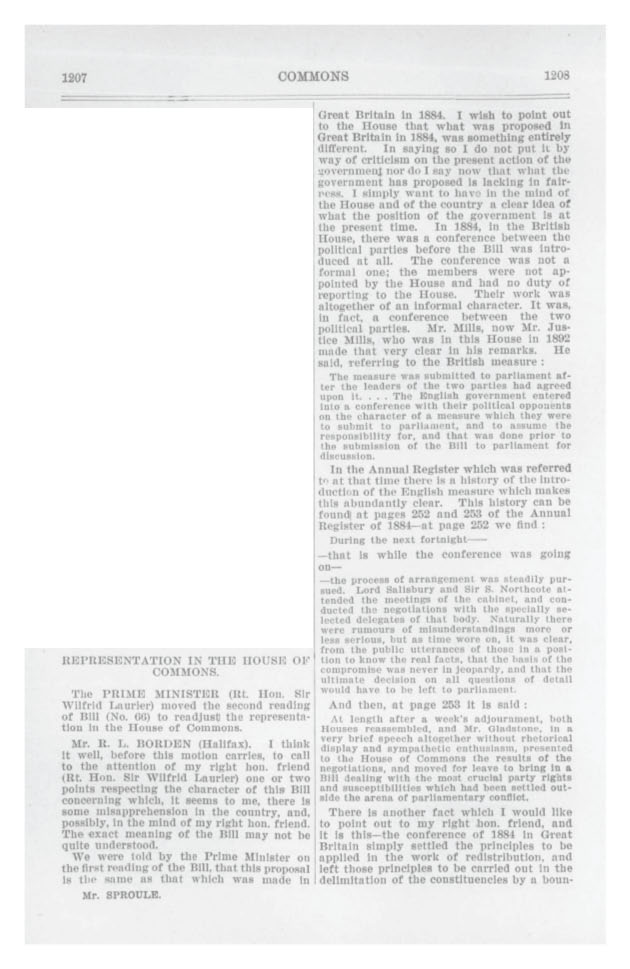 1207
COMMONS
1208
REPRESENTATION IN THE HOUSE OF
COMMONS.
The PRIME MINISTER (Rt. Hon. Sir
Wilfrid Laurier) moved the second reading
of Bill (No. 66) to readjust the representa-
tion in the House of Commons.
Mr. R. L. BORDEN (Halifax). I think
it well, before this motion carries, to call
to the attention of my right hon. friend
(Rt. Hon. Sir Wilfrid Laurier) one or two
points respecting the character of this Bill
concerning which, it seems to me, there is
some misapprehension in the country, and,
possibly, in the mind of my right hon. friend.
The exact meaning of the Bill may not be
quite understood.
We were told by the Prime Minister on
the first reading of the Bill, that this proposal
is the same as that which was made in
Mr. SPROULE.
Great Britain in 1884. I wish to point out
to the House that what was proposed in
Great Britain in 1884, was something entirely
different. In saying so I do not put it by
way of criticism on the present action of the
government; nor do I say now that what the
government has proposed is lacking in fair-
ness. I simply want to have in the mind of
the House and of the country a clear idea of
what the position of the government is at
the present time. In 1884, in the British
House, there was a conference between the
political parties before the Bill was intro-
duced at all. The conference was not a
formal one; the members were not ap-
pointed by the House and had no duty of
reporting to the House. Their work was
altogether of an informal character. It was,
in fact, a conference between the two
political parties. Mr. Mills, now Mr. Jus-
tice Mills, who was in this House in 1892
made that very clear in his remarks. He
said, referring to the British measure :
The measure was submitted to parliament af-
ter the leaders of the two parties had agreed
upon it. . . . The English government entered
into a conference with their political opponents
on the character of a measure which they were
to submit to parliament, and to assume the
responsibility for, and that was done prior to
the submission of the Bill to parliament for
discussion.
In the Annual Register which was referred
to at that time there is a history of the intro-
duction of the English measure which makes
this abundantly clear. This history can be
found at pages 252 and 253 of the Annual
Register of 1884—at page 252 we find :
During the next fortnight——
—that is while the conference was going
on—
—the process of arrangement was steadily pur-
sued. Lord Salisbury and Sir S. Northcote at-
tended the meetings of the cabinet, and con-
ducted the negotiations with the specially se-
lected delegates of that body. Naturally there
were rumours of misunderstandings more or
less serious, but as time wore on, it was clear,
from the public utterances of those in a posi-
tion to know the real facts, that the basis of the
compromise was never in jeopardy, and that the
ultimate decision on all questions of detail
would have to be left to parliament.
And then, at page 253 it is said :
At length after a week's adjournment, both
Houses reassembled, and Mr. Gladstone, in a
very brief speech altogether without rhetorical
display and sympathetic enthusiasm, presented
to the House of Commons the results of the
negotiations, and moved for leave to bring in a
Bill dealing with the most crucial party rights
and susceptibilities which had been settled out-
side the arena of parliamentary conflict.
There is another fact which I would like
to point out to my right hon. friend, and
it is this—the conference of 1884 in Great
Britain simply settled the principles to be
applied in the work of redistribution, and
left those principles to be carried out in the
delimitation of the constituencies by a boun-